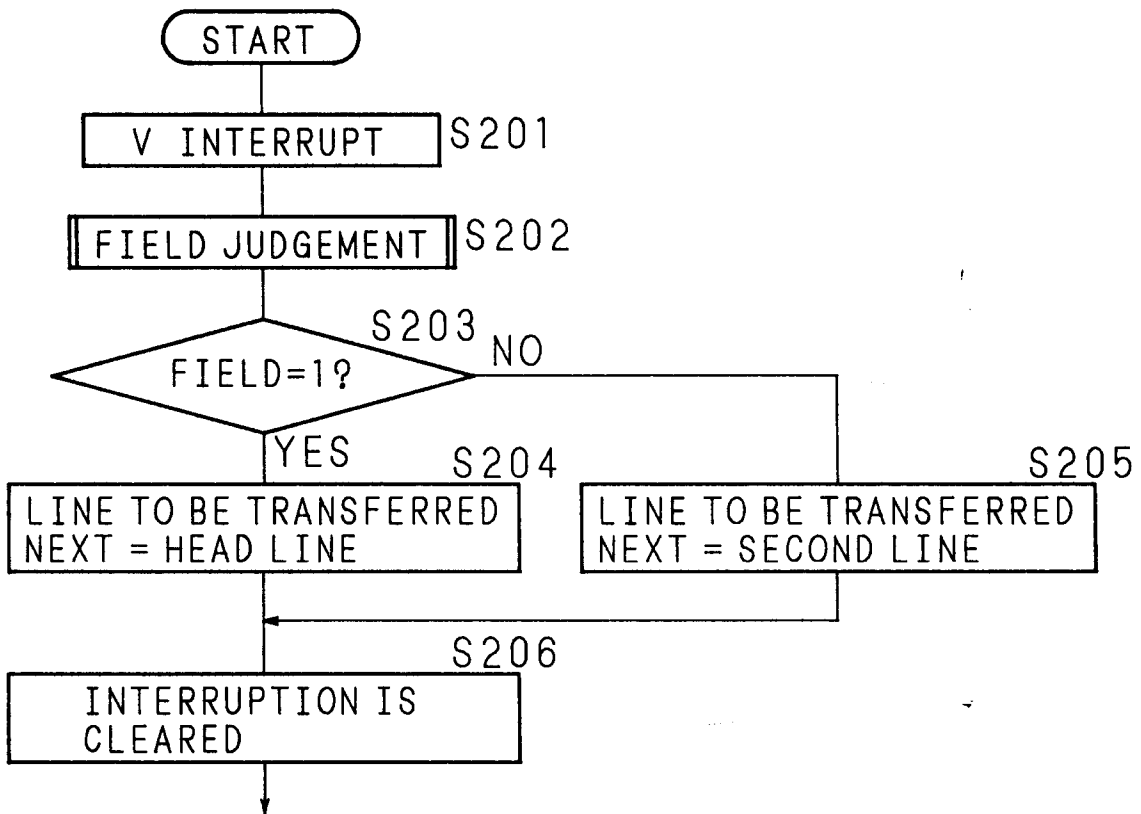 START
V INTERRUPT
S201
FIELD JUDGEMENT
S202
S203
FIELD=1?
NO
YES
S204
LINE TO BE TRANSFERRED
NEXT = HEAD LINE
S205
LINE TO BE TRANSFERRED
NEXT = SECOND LINE
S206
INTERRUPTION IS
CLEARED